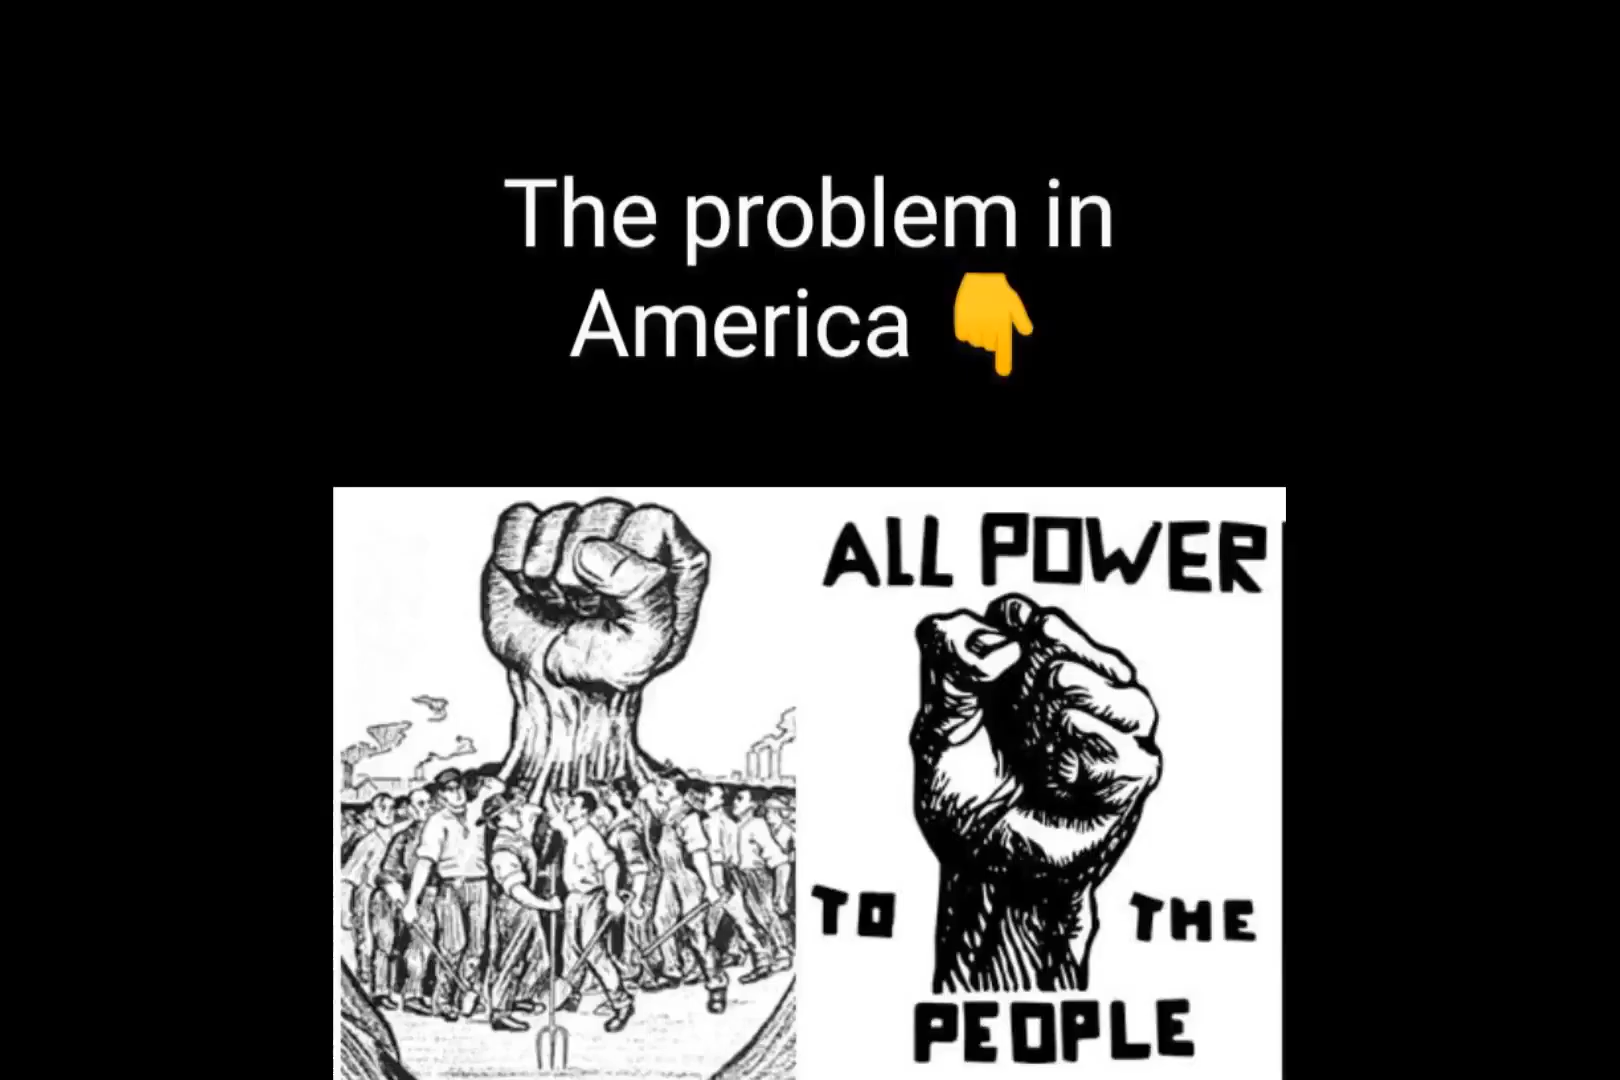 The problem in
America 👇
ALL POWER
TO THE
PEOPLE